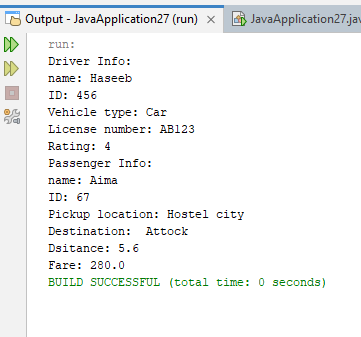 Output - JavaApplication27 (run)
JavaApplication27.jav
run:
Driver Info:
name: Haseeb
ID: 456
Vehicle type: Car
License number: AB123
Rating: 4
Passenger Info:
name: Aima
ID: 67
Pickup location: Hostel city
Destination:  Attock
Dsitance: 5.6
Fare: 280.0
BUILD SUCCESSFUL (total time: 0 seconds)